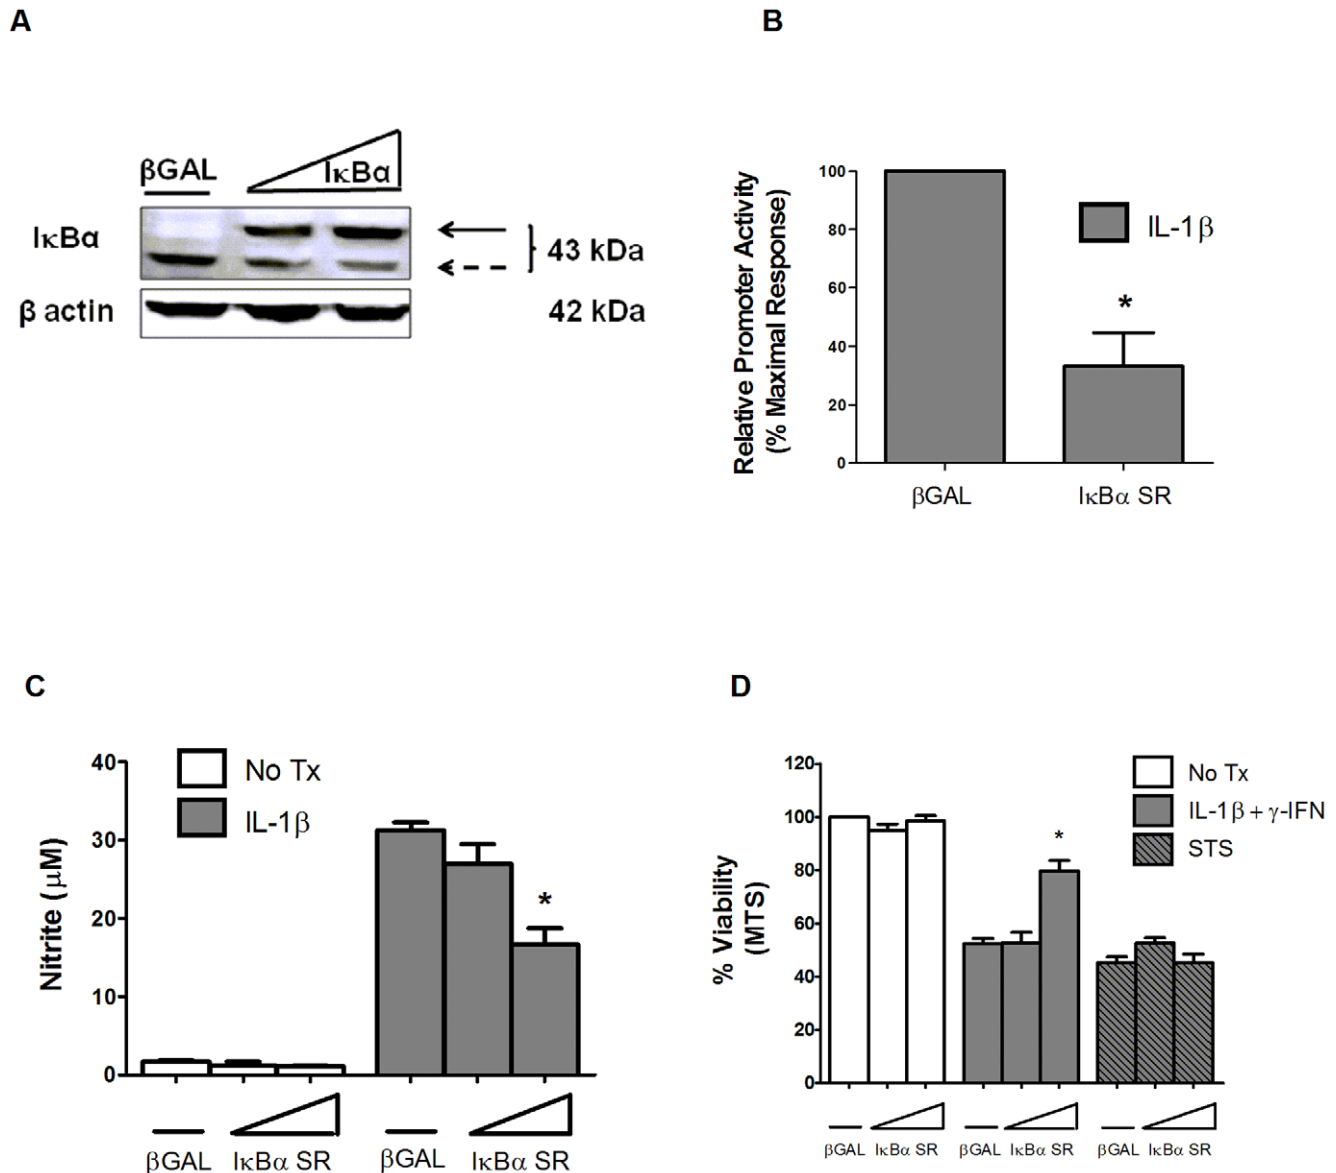 A
βGAL
IκBα
IκBα
43 kDa
β actin
42 kDa
B
Relative Promoter Activity
(% Maximal Response)
100
80
60
40
20
0
IL-1β
*
βGAL
IκBα SR
C
Nitrite (μM)
40
30
20
10
0
No Tx
IL-1β
*
βGAL
IκBα SR
βGAL
IκBα SR
D
% Viability
(MTS)
120
100
80
60
40
20
0
No Tx
IL-1β + γ-IFN
STS
*
βGAL
IκBα SR
βGAL
IκBα SR
βGAL
IκBα SR